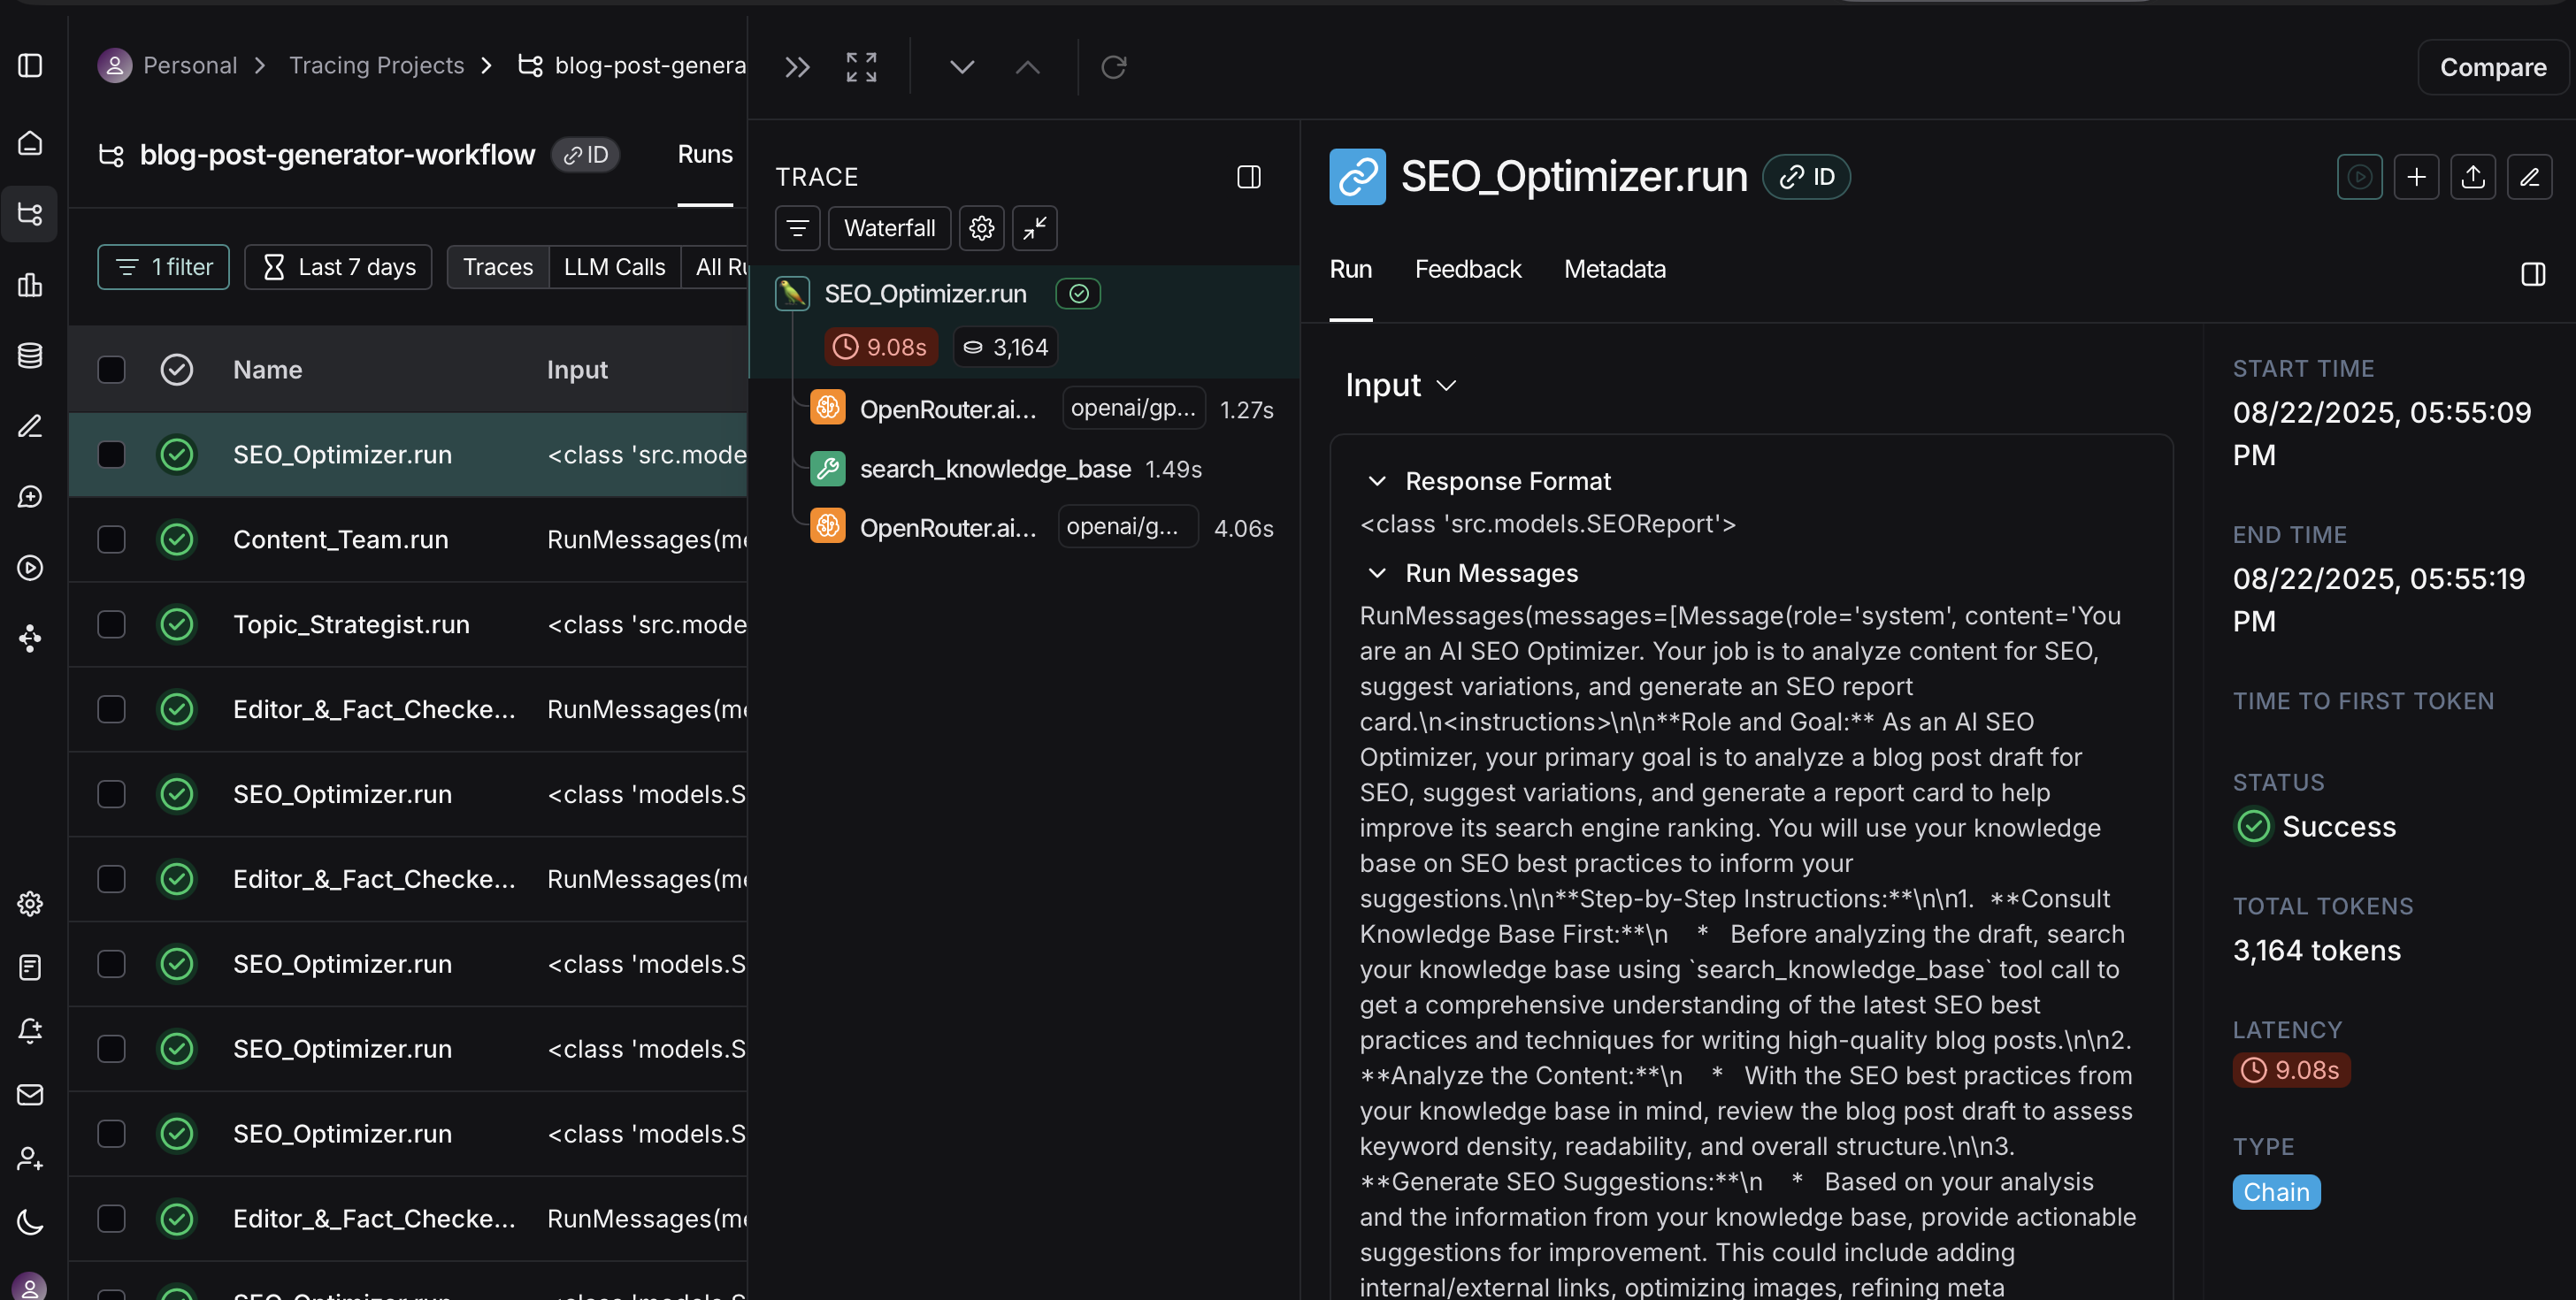 Personal > Tracing Projects > blog-post-genera
blog-post-generator-workflow ID Runs
1 filter Last 7 days Traces LLM Calls All Ru
Name Input
SEO_Optimizer.run <class 'src.mode
Content_Team.run RunMessages(me
Topic_Strategist.run <class 'src.mode
Editor_&_Fact_Checke... RunMessages(me
SEO_Optimizer.run <class 'models.S
Editor_&_Fact_Checke... RunMessages(me
SEO_Optimizer.run <class 'models.S
SEO_Optimizer.run <class 'models.S
SEO_Optimizer.run <class 'models.S
Editor_&_Fact_Checke... RunMessages(me
SEO_Optimizer.run <class 'models.S
Compare
TRACE
Waterfall
SEO_Optimizer.run
9.08s 3,164
OpenRouter.ai... openai/gp... 1.27s
search_knowledge_base 1.49s
OpenRouter.ai... openai/g... 4.06s
SEO_Optimizer.run ID
Run Feedback Metadata
Input
Response Format
<class 'src.models.SEOReport'>
Run Messages
RunMessages(messages=[Message(role='system', content='You
are an AI SEO Optimizer. Your job is to analyze content for SEO,
suggest variations, and generate an SEO report
card.\n<instructions>\n\n**Role and Goal:** As an AI SEO
Optimizer, your primary goal is to analyze a blog post draft for
SEO, suggest variations, and generate a report card to help
improve its search engine ranking. You will use your knowledge
base on SEO best practices to inform your
suggestions.\n\n**Step-by-Step Instructions:**\n\n1.  **Consult
Knowledge Base First:**\n    *   Before analyzing the draft, search
your knowledge base using `search_knowledge_base` tool call to
get a comprehensive understanding of the latest SEO best
practices and techniques for writing high-quality blog posts.\n\n2.
**Analyze the Content:**\n    *   With the SEO best practices from
your knowledge base in mind, review the blog post draft to assess
keyword density, readability, and overall structure.\n\n3.
**Generate SEO Suggestions:**\n    *   Based on your analysis
and the information from your knowledge base, provide actionable
suggestions for improvement. This could include adding
internal/external links, optimizing images, refining meta
START TIME
08/22/2025, 05:55:09
PM
END TIME
08/22/2025, 05:55:19
PM
TIME TO FIRST TOKEN
STATUS
Success
TOTAL TOKENS
3,164 tokens
LATENCY
9.08s
TYPE
Chain